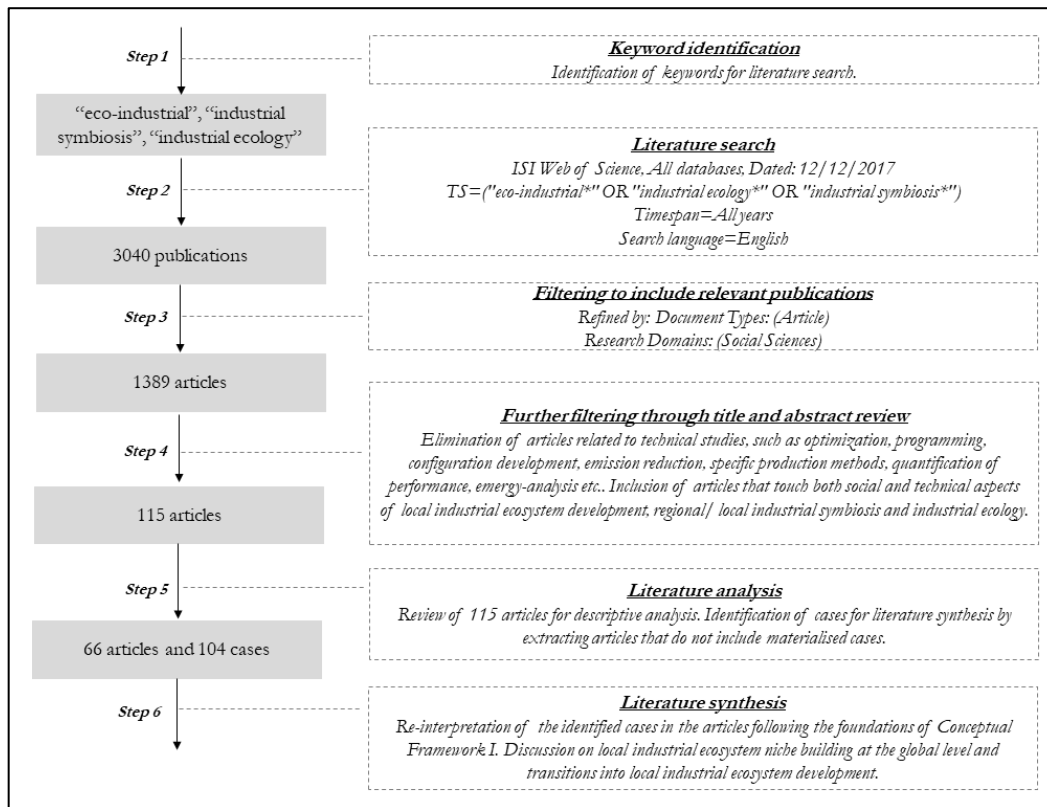 Step 1
Keyword identification
Identification of keywords for literature search.
“eco-industrial”, “industrial
symbiosis”, “industrial ecology”
Step 2
Literature search
ISI Web of Science, All databases, Dated: 12/12/2017
TS=("eco-industrial*" OR "industrial ecology*" OR "industrial symbiosis*")
Timespan=All years
Search language=English
3040 publications
Step 3
Filtering to include relevant publications
Refined by: Document Types: (Article)
Research Domains: (Social Sciences)
1389 articles
Step 4
Further filtering through title and abstract review
Elimination of articles related to technical studies, such as optimization, programming,
configuration development, emission reduction, specific production methods, quantification of
performance, emergy-analysis etc.. Inclusion of articles that touch both social and technical aspects
of local industrial ecosystem development, regional/ local industrial symbiosis and industrial ecology.
115 articles
Step 5
Literature analysis
Review of 115 articles for descriptive analysis. Identification of cases for literature synthesis by
extracting articles that do not include materialised cases.
66 articles and 104 cases
Step 6
Literature synthesis
Re-interpretation of the identified cases in the articles following the foundations of Conceptual
Framework I. Discussion on local industrial ecosystem niche building at the global level and
transitions into local industrial ecosystem development.